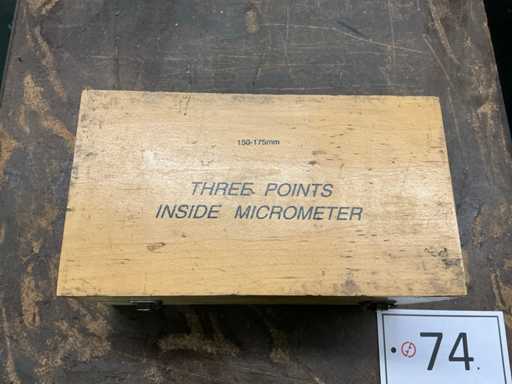 150-175mm
THREE POINTS
INSIDE MICROMETER
74.